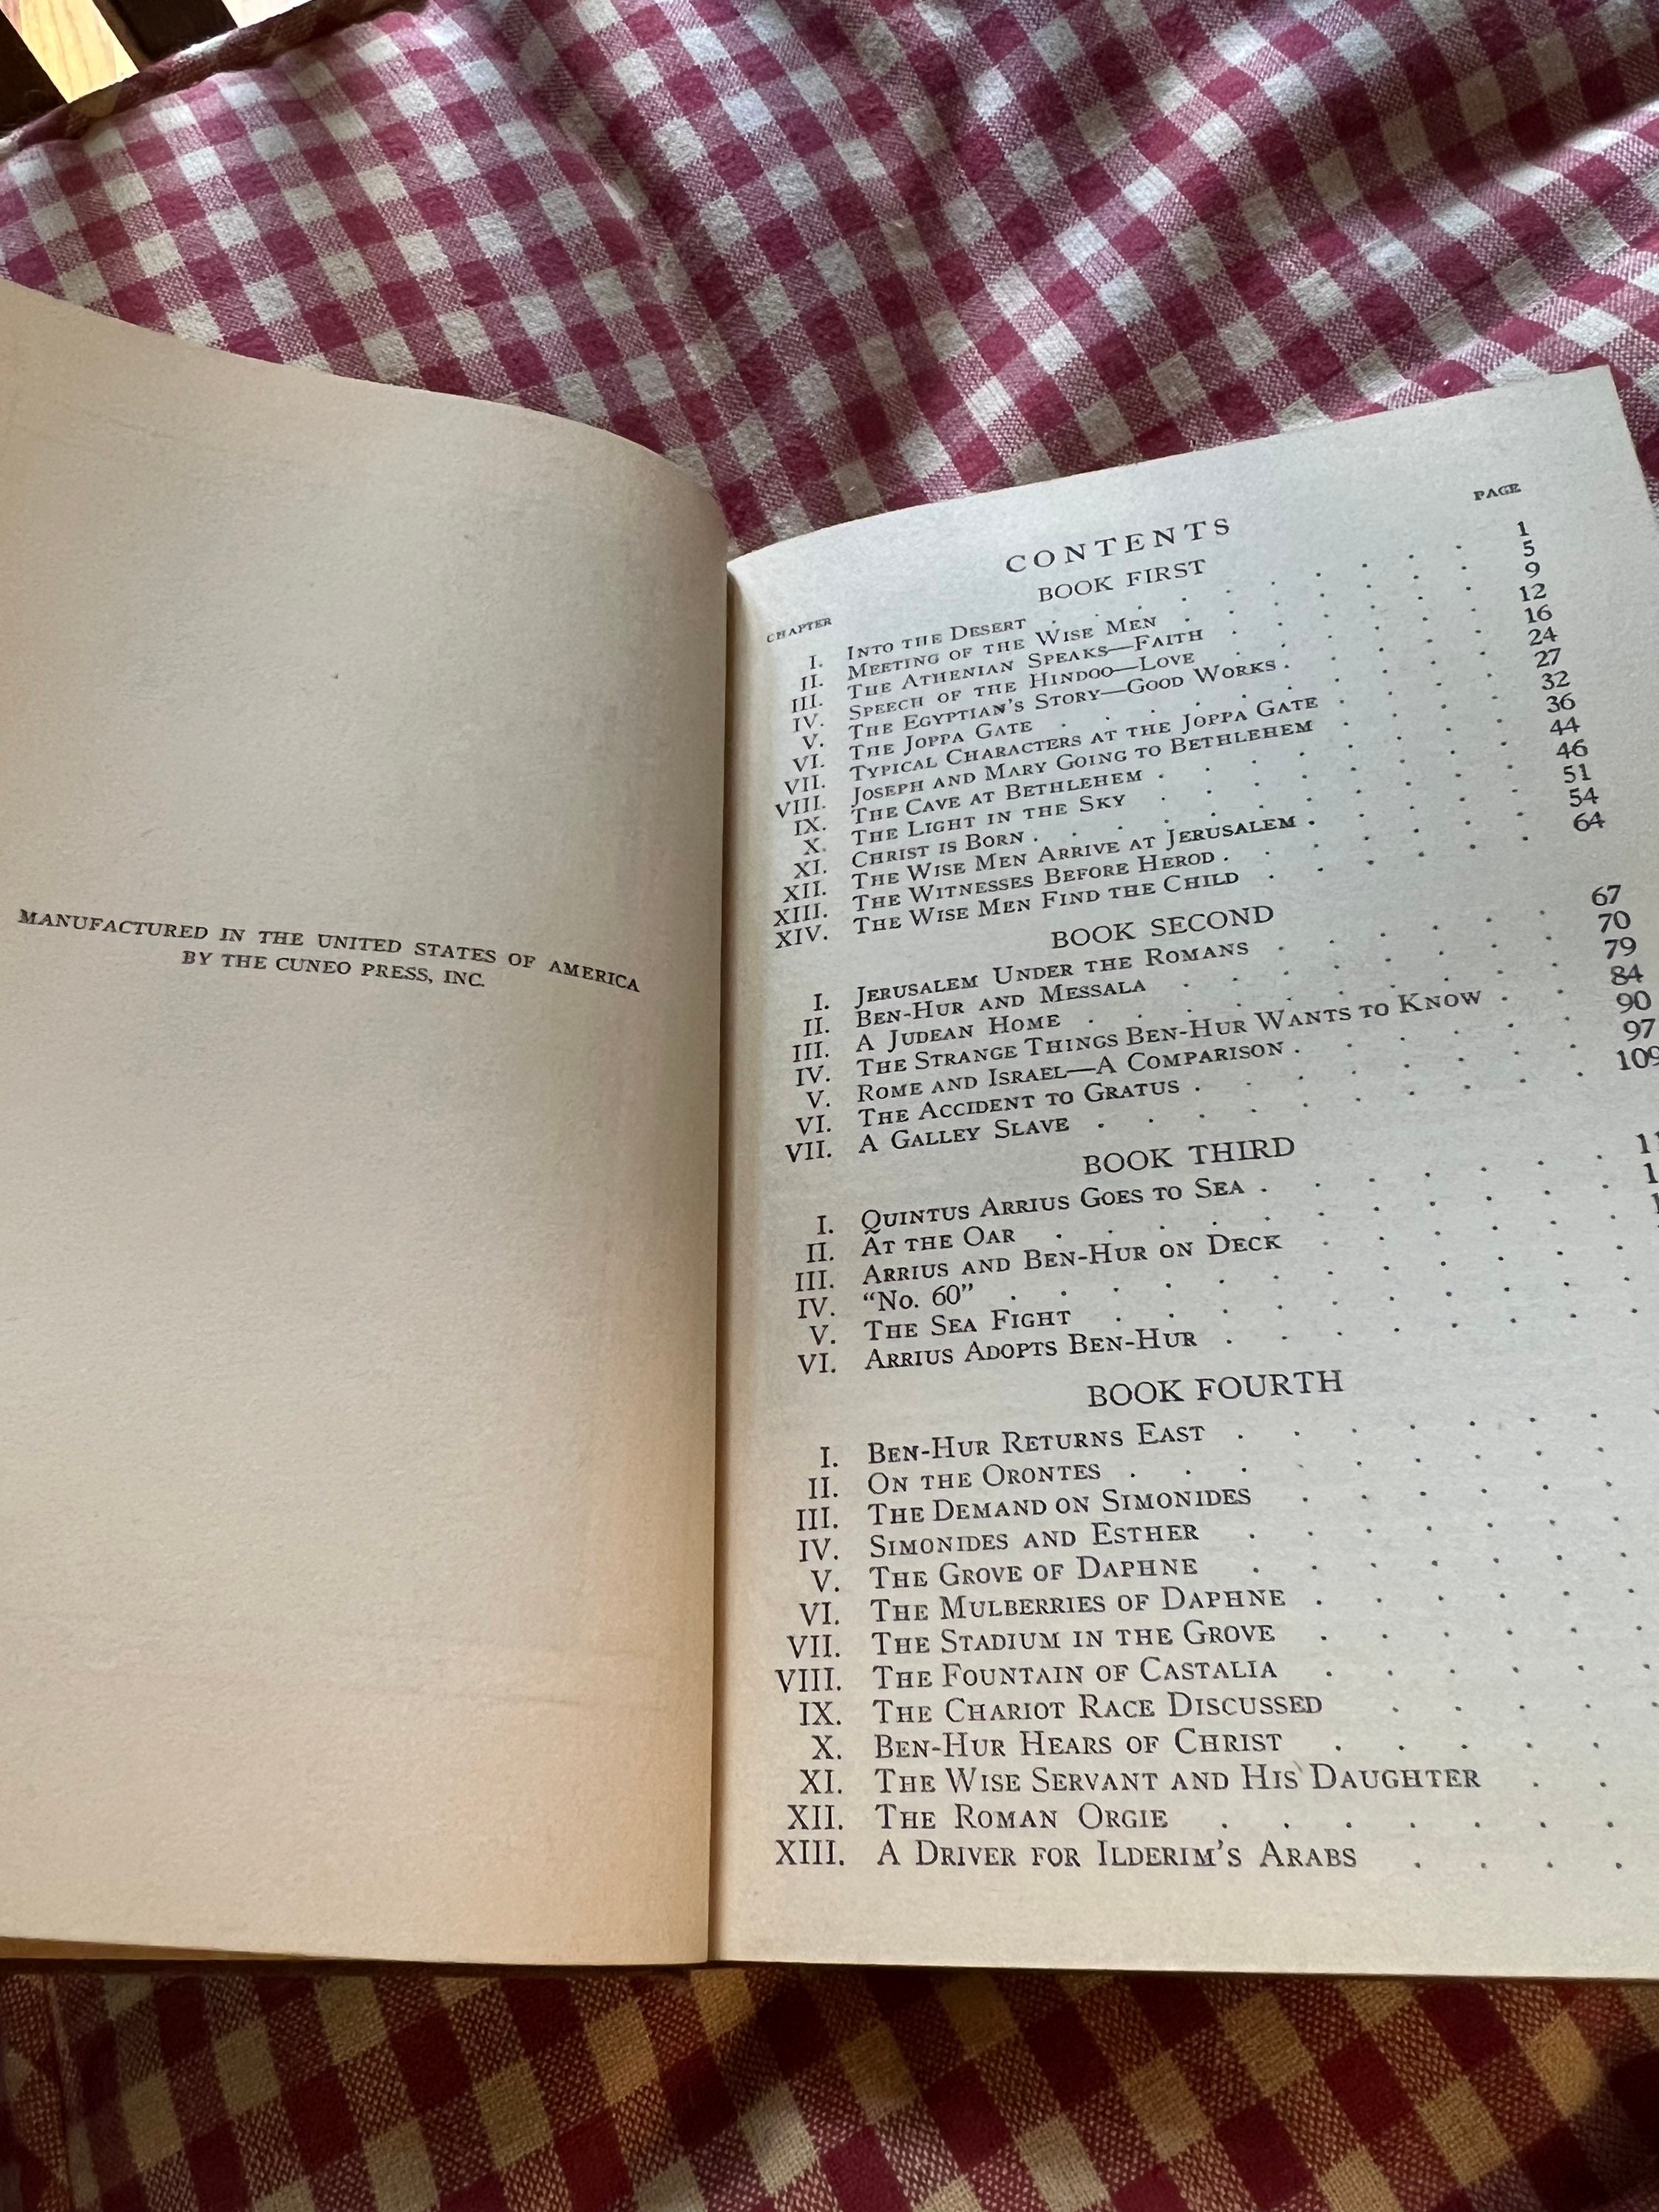 MANUFACTURED IN THE UNITED STATES OF AMERICA
BY THE CUNEO PRESS, INC.
CONTENTS
BOOK FIRST
CHAPTER PAGE
I. INTO THE DESERT . . . . . . 1
II. MEETING OF THE WISE MEN . . . . . 5
III. THE ATHENIAN SPEAKS—FAITH . . . . 9
IV. SPEECH OF THE HINDOO—LOVE . . . . 12
V. THE EGYPTIAN'S STORY—GOOD WORKS . . . . 16
VI. THE JOPPA GATE . . . . . . 24
VII. TYPICAL CHARACTERS AT THE JOPPA GATE . . . 27
VIII. JOSEPH AND MARY GOING TO BETHLEHEM . . . 32
IX. THE CAVE AT BETHLEHEM . . . . . 36
X. THE LIGHT IN THE SKY . . . . . 44
XI. CHRIST IS BORN . . . . . . 46
XII. THE WISE MEN ARRIVE AT JERUSALEM . . . . 51
XIII. THE WITNESSES BEFORE HEROD . . . . . 54
XIV. THE WISE MEN FIND THE CHILD . . . . 64
BOOK SECOND
I. JERUSALEM UNDER THE ROMANS . . . . . 67
II. BEN-HUR AND MESSALA . . . . . 70
III. A JUDEAN HOME . . . . . . 79
IV. THE STRANGE THINGS BEN-HUR WANTS TO KNOW . . 84
V. ROME AND ISRAEL—A COMPARISON . . . . . 90
VI. THE ACCIDENT TO GRATUS . . . . . . 97
VII. A GALLEY SLAVE . . . . . . 109
BOOK THIRD
I. QUINTUS ARRIUS GOES TO SEA . . . . . .
II. AT THE OAR . . . . . . .
III. ARRIUS AND BEN-HUR ON DECK . . . . .
IV. “NO. 60” . . . . . . .
V. THE SEA FIGHT . . . . . .
VI. ARRIUS ADOPTS BEN-HUR . . . . . .
BOOK FOURTH
I. BEN-HUR RETURNS EAST . . . . . .
II. ON THE ORONTES . . . . . .
III. THE DEMAND ON SIMONIDES . . . . .
IV. SIMONIDES AND ESTHER . . . . . .
V. THE GROVE OF DAPHNE . . . . . .
VI. THE MULBERRIES OF DAPHNE . . . . .
VII. THE STADIUM IN THE GROVE . . . . .
VIII. THE FOUNTAIN OF CASTALIA . . . . .
IX. THE CHARIOT RACE DISCUSSED . . . .
X. BEN-HUR HEARS OF CHRIST . . . . .
XI. THE WISE SERVANT AND HIS DAUGHTER . .
XII. THE ROMAN ORGIE . . . . . .
XIII. A DRIVER FOR ILDERIM'S ARABS . . . .